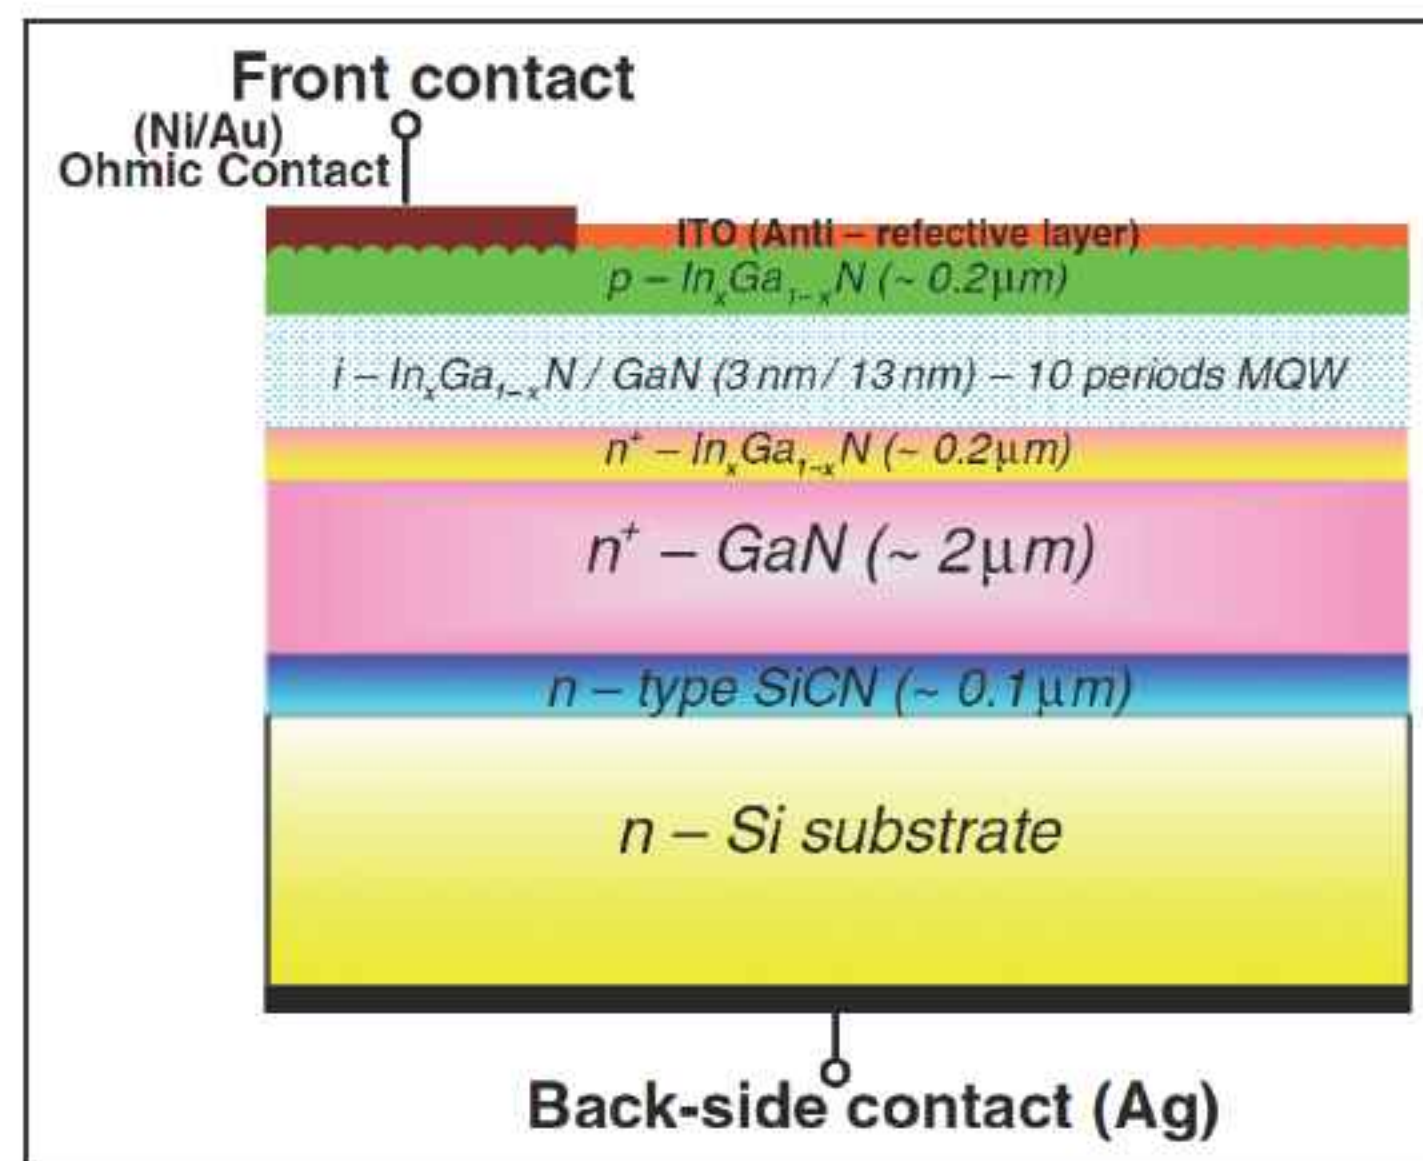 Front contact
(Ni/Au)
Ohmic Contact
ITO (Anti – refective layer)
p – InₓGa₁₋ₓN (~ 0.2μm)
i – InₓGa₁₋ₓN / GaN (3 nm/ 13 nm) – 10 periods MQW
n⁺ – InₓGa₁₋ₓN (~ 0.2μm)
n⁺ – GaN (~ 2μm)
n – type SiCN (~ 0.1μm)
n – Si substrate
Back-side contact (Ag)